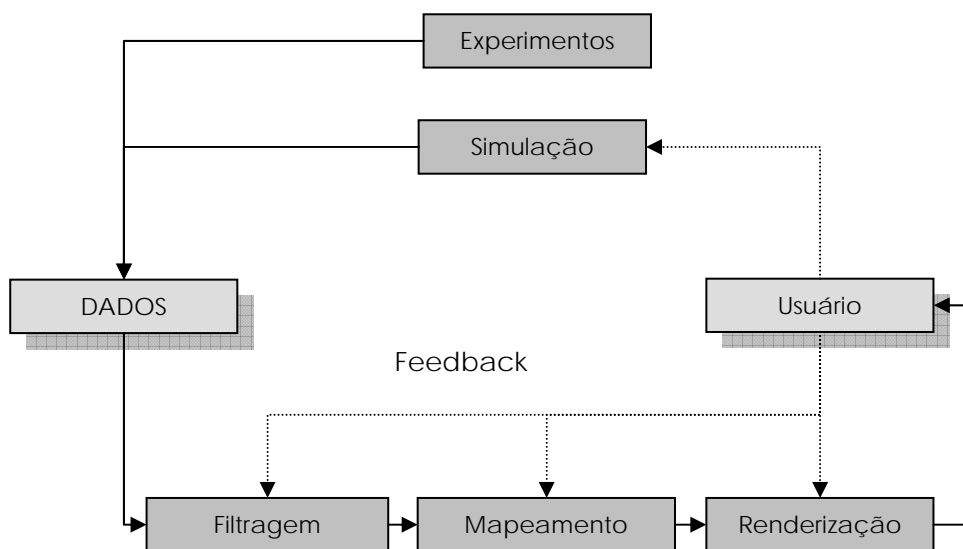 Experimentos
Simulação
DADOS
Usuário
Feedback
Filtragem
Mapeamento
Renderização